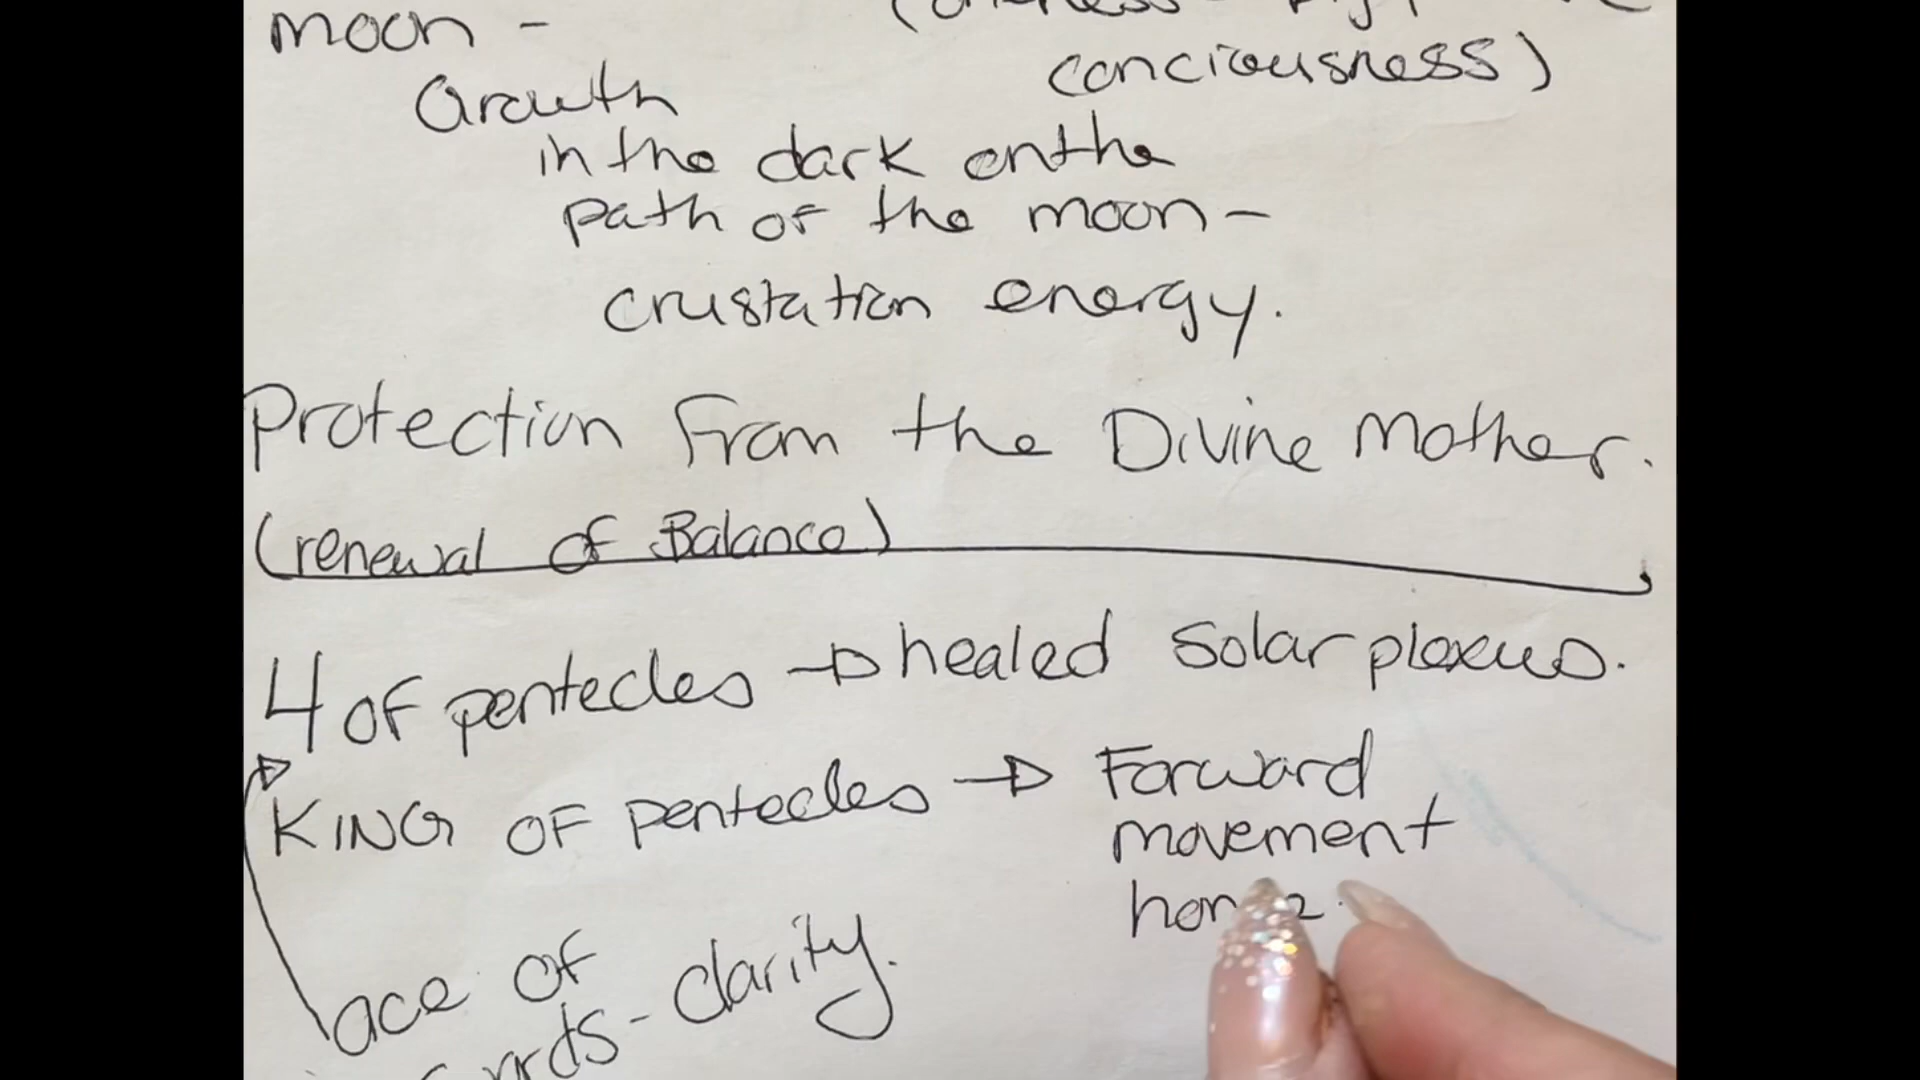 moon -
conciousness)
Growth
in the dark on the
path of the moon -
crustation energy.
Protection From the Divine Mother.
(renewal of Balance)
4 of pentecles → healed solar plexus.
KING OF pentecles → Forward
movement
ace of
- clarity.